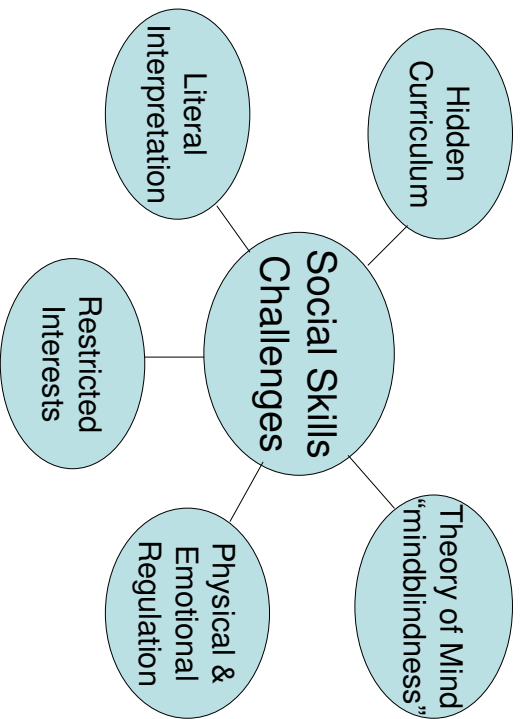 Hidden
Curriculum
Theory of Mind
“mindblindness”
Social Skills
Challenges
Literal
Interpretation
Physical &
Emotional
Regulation
Restricted
Interests